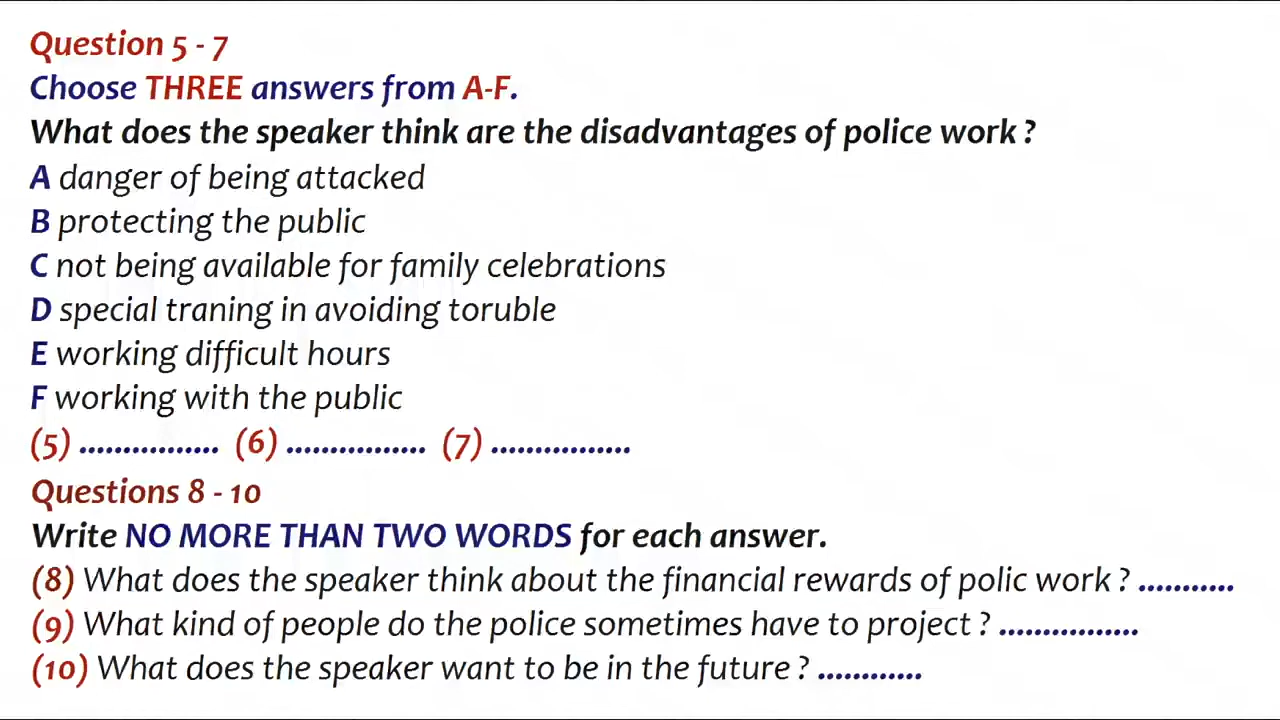 Question 5 - 7
Choose THREE answers from A-F.
What does the speaker think are the disadvantages of police work ?
A danger of being attacked
B protecting the public
C not being available for family celebrations
D special traning in avoiding toruble
E working difficult hours
F working with the public
(5) ................ (6) ................ (7) ................
Questions 8 - 10
Write NO MORE THAN TWO WORDS for each answer.
(8) What does the speaker think about the financial rewards of polic work ? ...........
(9) What kind of people do the police sometimes have to project ? ................
(10) What does the speaker want to be in the future ? ............